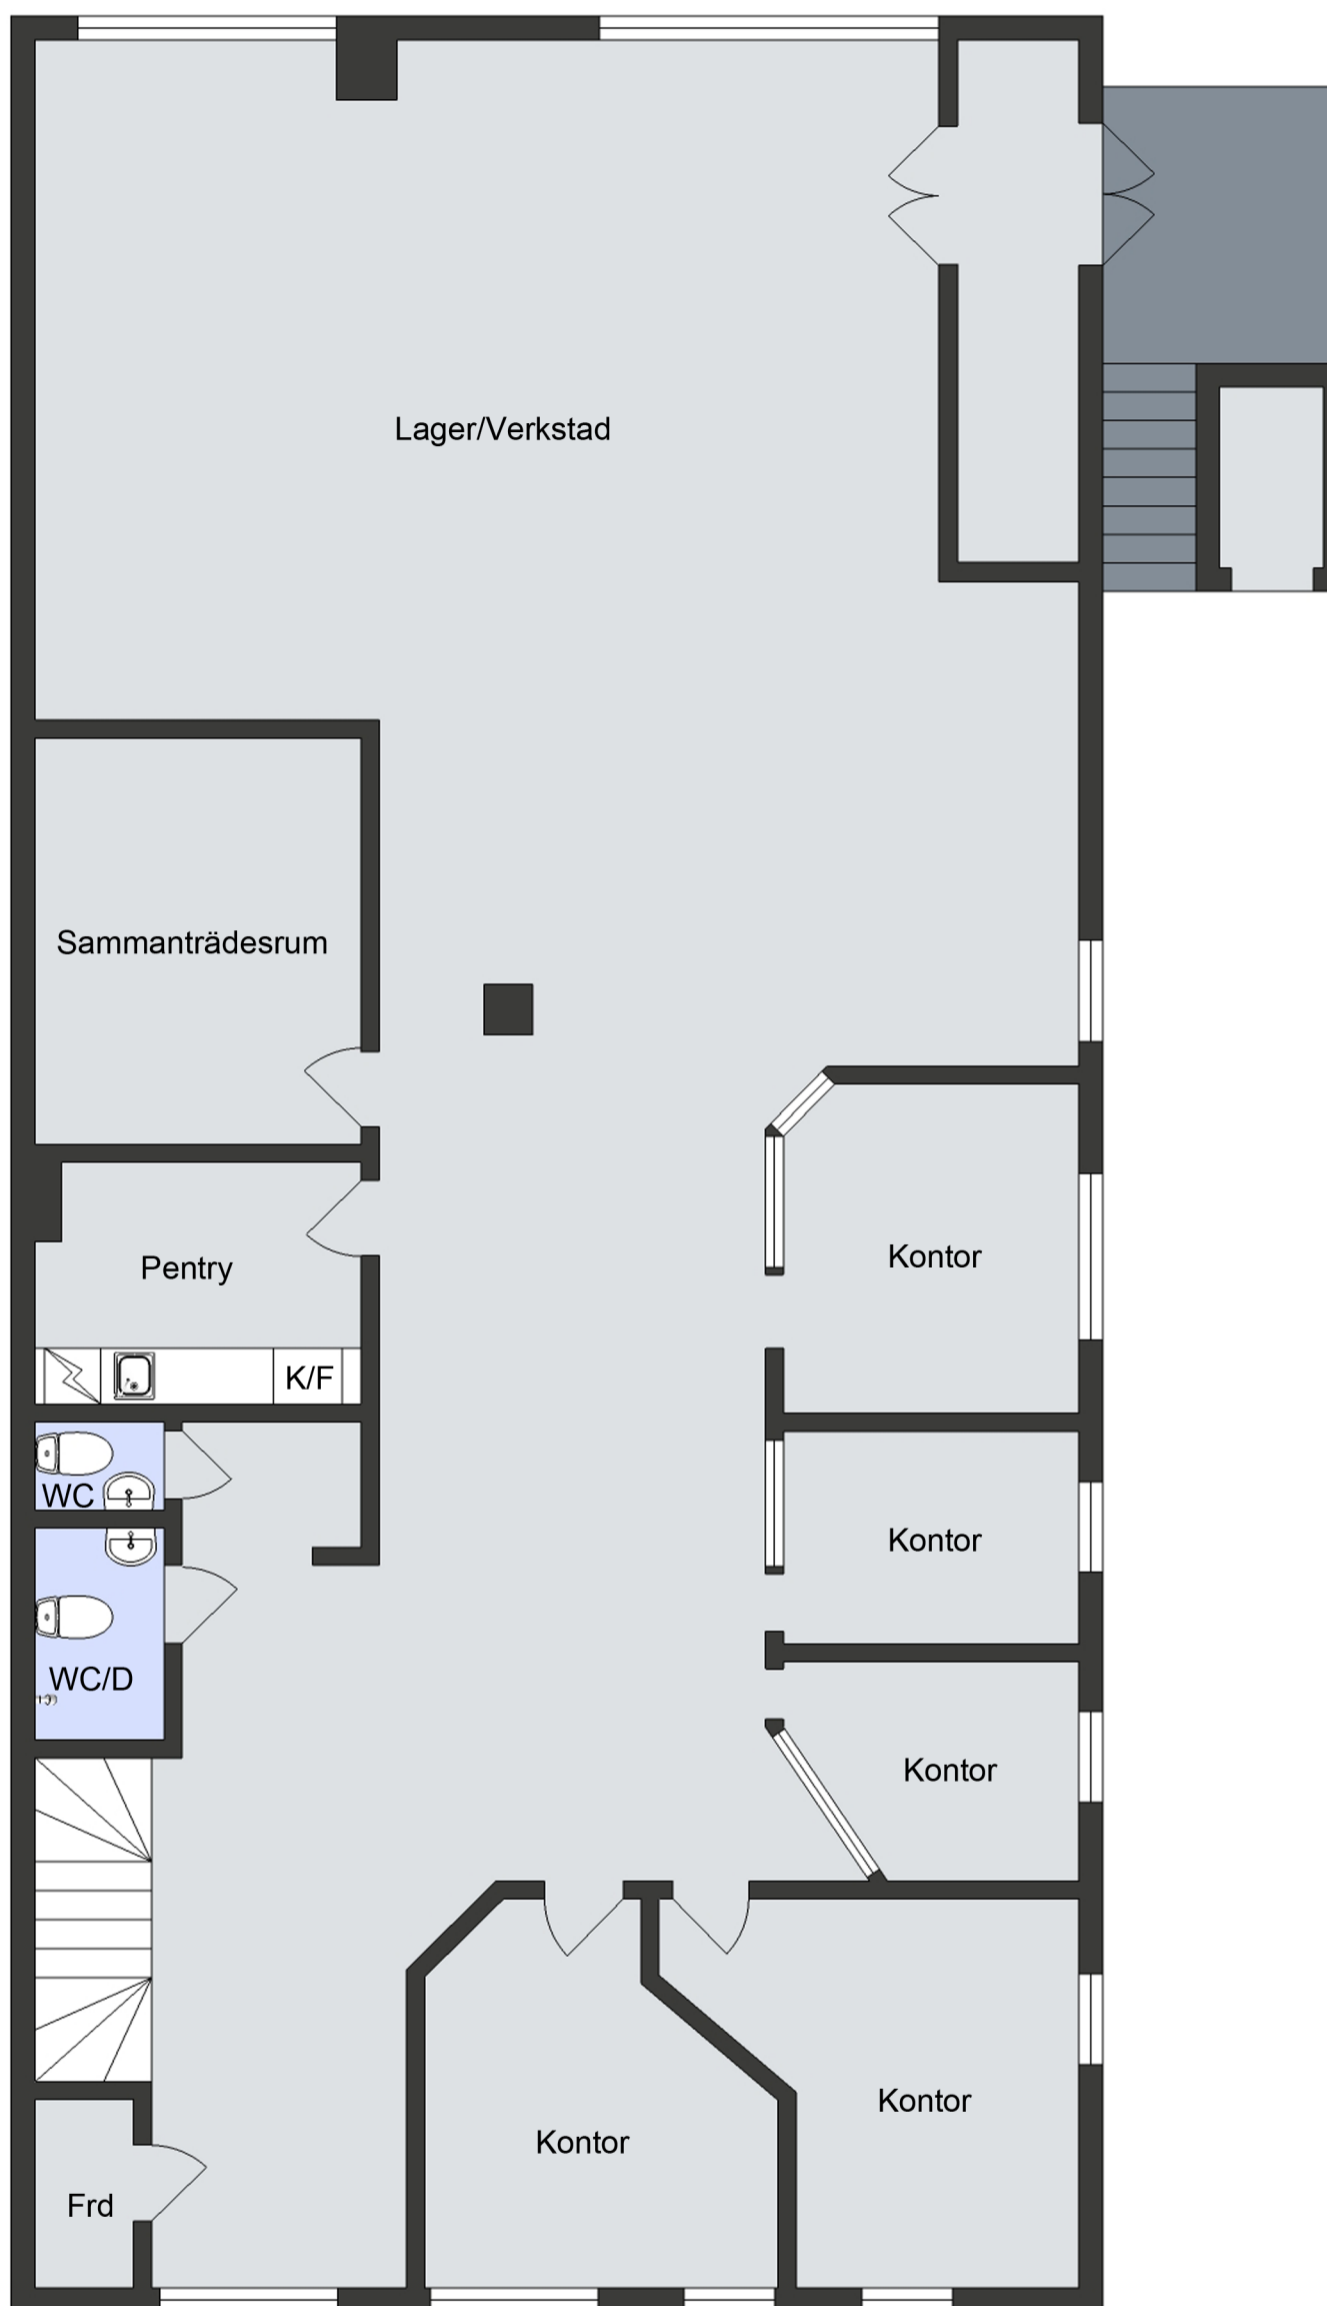 Lager/Verkstad
Sammanträdesrum
Kontor
Pentry
K/F
WC
Kontor
WC/D
Kontor
Kontor
Kontor
Frd